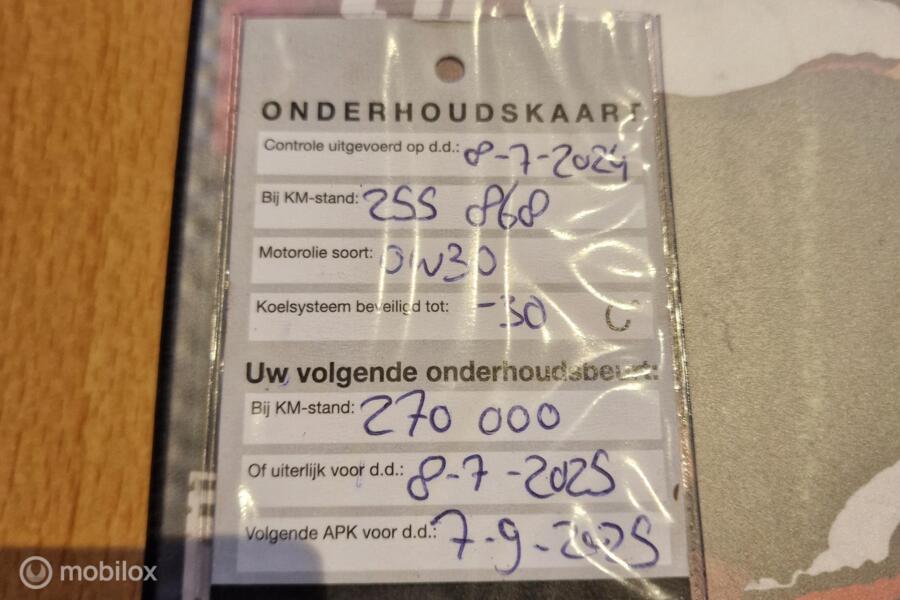 ONDERHOUDSKAART
Controle uitgevoerd op d.d.: 8-7-2024
Bij KM-stand: 255 868
Motorolie soort: 0W30
Koelsysteem beveiligd tot: -30 C
Uw volgende onderhoudsbeurt:
Bij KM-stand: 270 000
Of uiterlijk voor d.d.: 8-7-2025
Volgende APK voor d.d.: 7-9-2025
mobilox